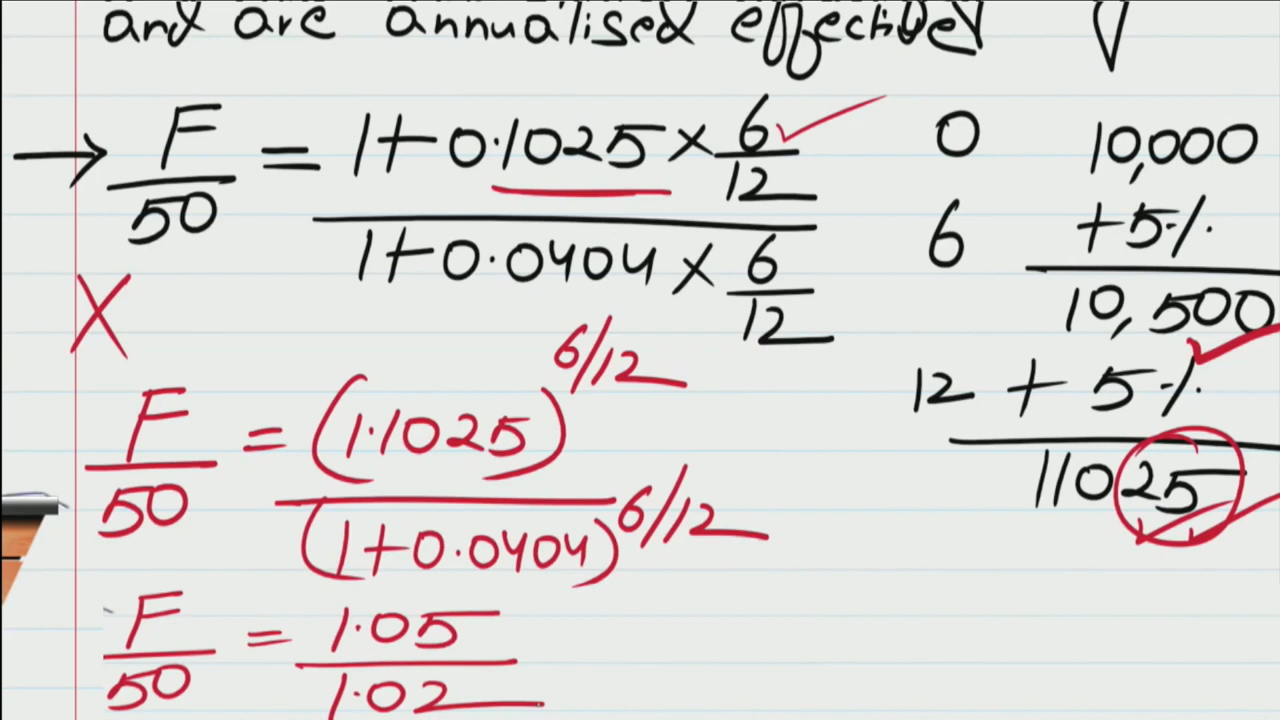 and are annualised effective
→ F/50 = (1+0.1025 × 6/12) / (1+0.0404 × 6/12)
0 10,000
6 +5%
10,500
12 +5%
11025
X
F/50 = (1.1025)^6/12 / (1+0.0404)^6/12
F/50 = 1.05 / 1.02